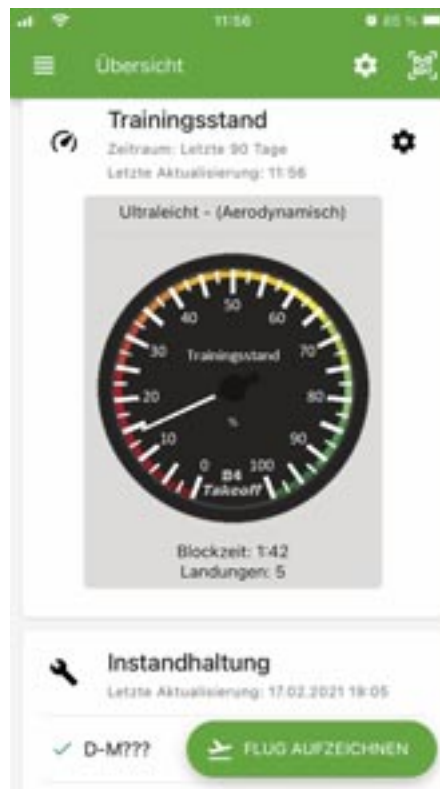 11:56
85 %
Übersicht
Trainingsstand
Zeitraum: Letzte 90 Tage
Letzte Aktualisierung: 11:56
Ultraleicht - (Aerodynamisch)
50
40 60
30 Trainingsstand 70
20 80
%
10 90
0 100
B4
Takeoff
Blockzeit: 1:42
Landungen: 5
Instandhaltung
Letzte Aktualisierung: 17.02.2021 19:05
D-M???
FLUG AUFZEICHNEN